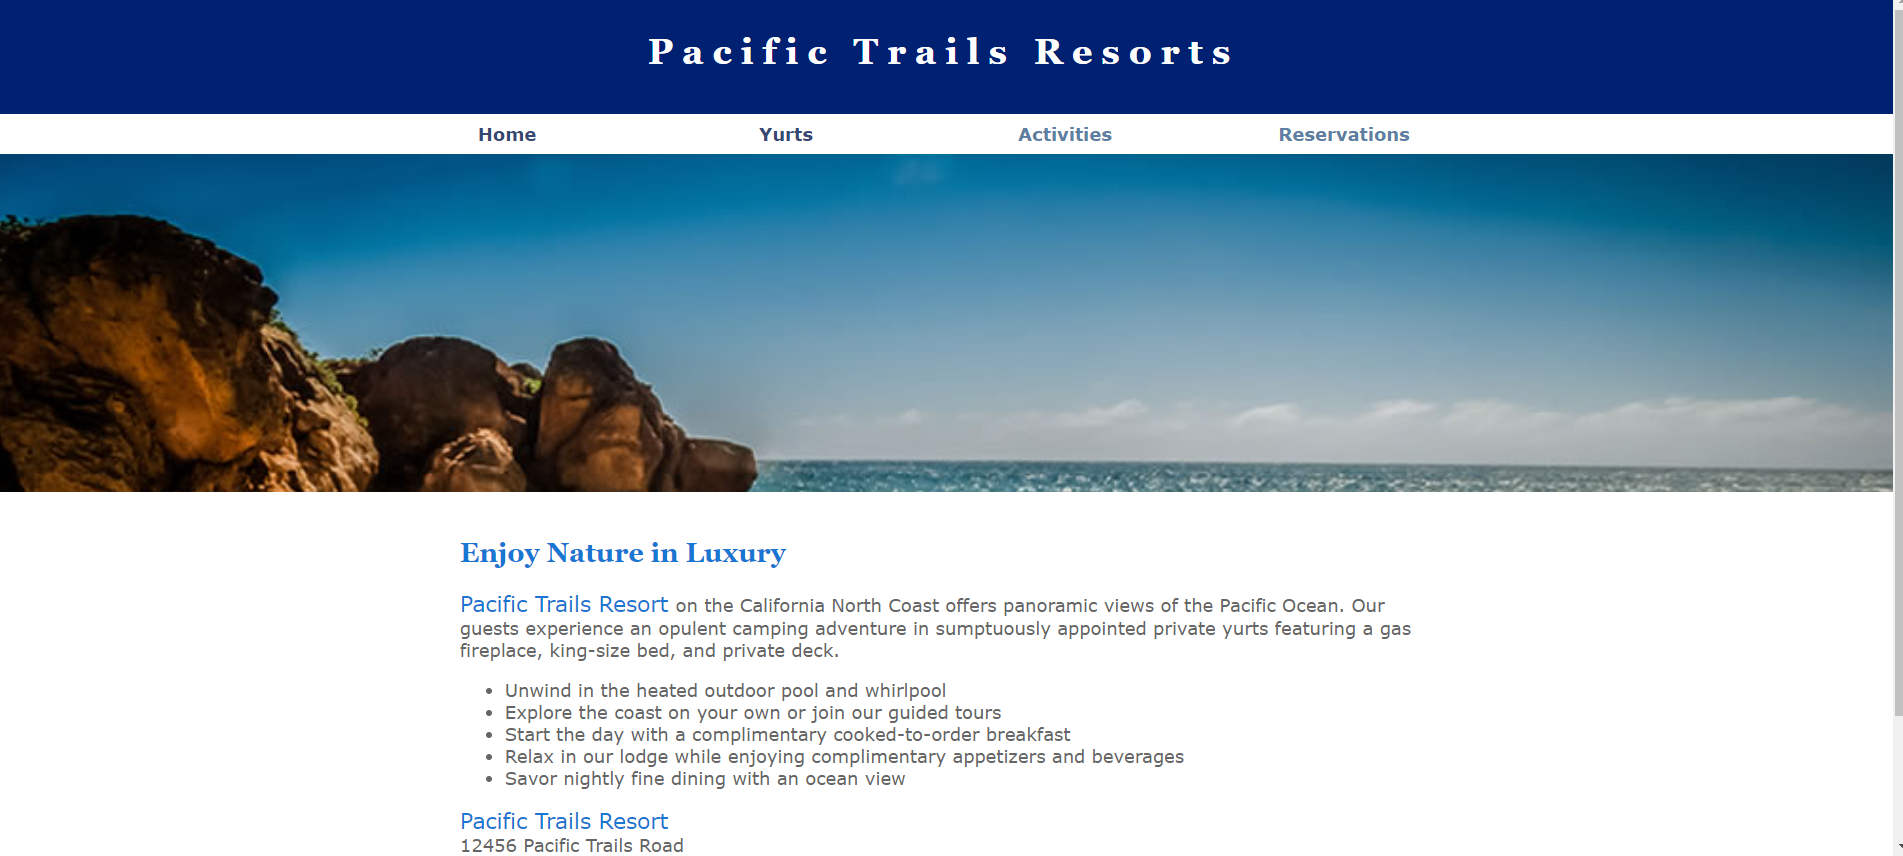 Pacific Trails Resorts
Home Yurts Activities Reservations
Enjoy Nature in Luxury
Pacific Trails Resort on the California North Coast offers panoramic views of the Pacific Ocean. Our
guests experience an opulent camping adventure in sumptuously appointed private yurts featuring a gas
fireplace, king-size bed, and private deck.
• Unwind in the heated outdoor pool and whirlpool
• Explore the coast on your own or join our guided tours
• Start the day with a complimentary cooked-to-order breakfast
• Relax in our lodge while enjoying complimentary appetizers and beverages
• Savor nightly fine dining with an ocean view
Pacific Trails Resort
12456 Pacific Trails Road